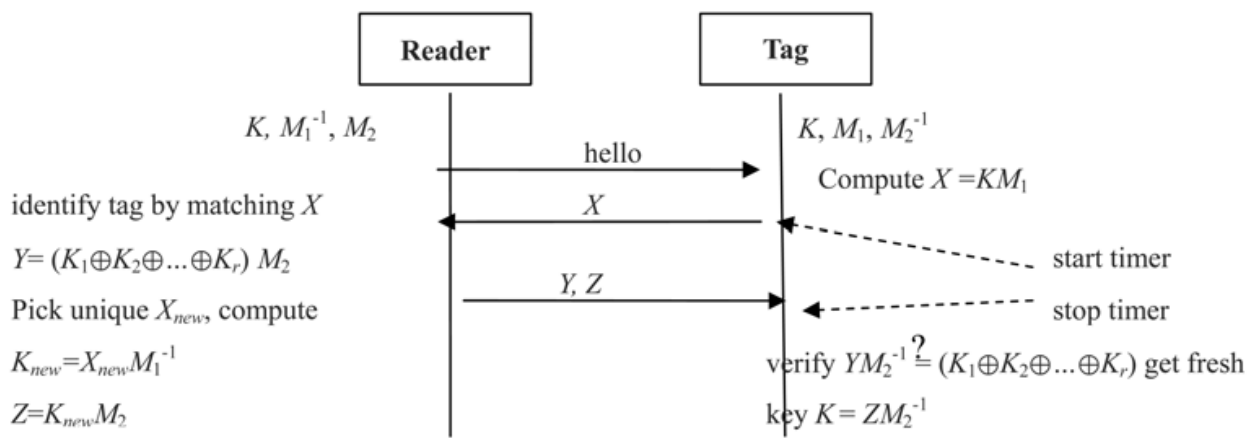 Reader
Tag
K, M₁⁻¹, M₂
K, M₁, M₂⁻¹
hello
Compute X =KM₁
identify tag by matching X
X
Y= (K₁⊕K₂⊕...⊕Kᵣ) M₂
start timer
Y, Z
Pick unique Xₙₑw, compute
stop timer
Kₙₑw=XₙₑwM₁⁻¹
verify YM₂⁻¹ ≟ (K₁⊕K₂⊕...⊕Kᵣ) get fresh
Z=KₙₑwM₂
key K= ZM₂⁻¹